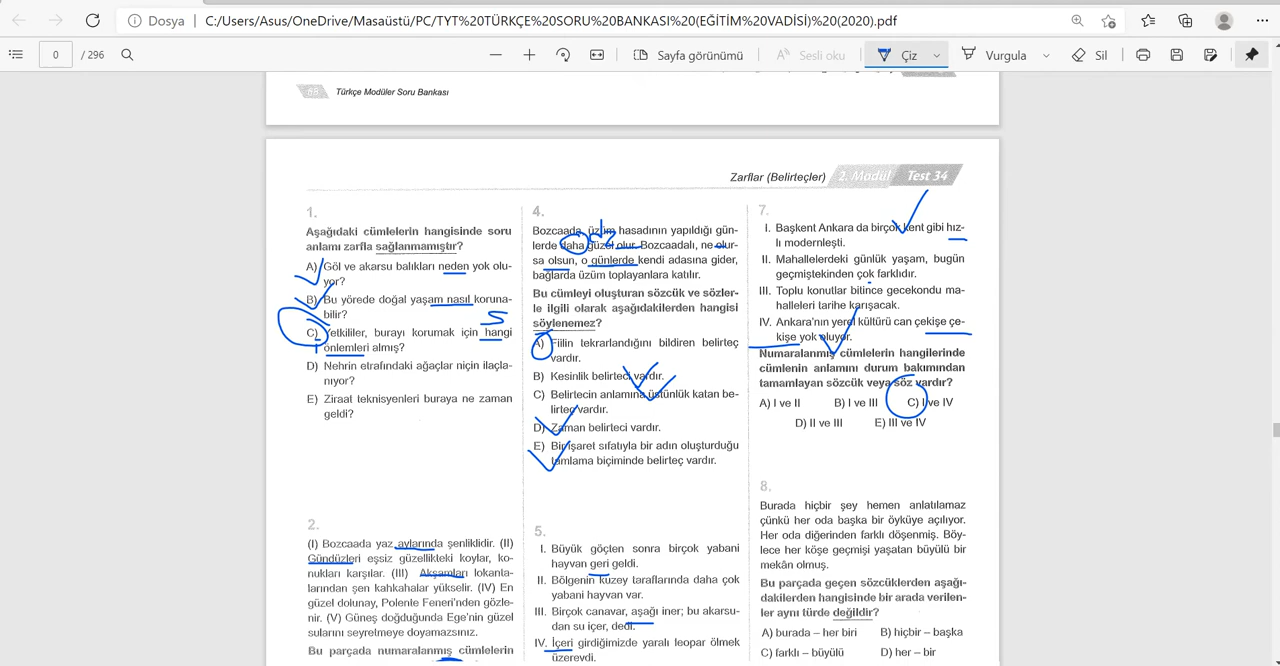 Dosya
C:/Users/Asus/OneDrive/Masaüstü/PC/TYT%20TÜRKÇE%20SORU%20BANKASI%20(EĞİTİM%20VADİSİ)%20(2020).pdf
0 / 296
Sayfa görünümü
Sesli oku
Çiz
Vurgula
Sil
88 Türkçe Modüler Soru Bankası
Zarflar (Belirteçler) 2. Modül Test 34
1.
Aşağıdaki cümlelerin hangisinde soru
anlamı zarfla sağlanmamıştır?
A) Göl ve akarsu balıkları neden yok olu-
yor?
B) Bu yörede doğal yaşam nasıl koruna-
bilir?
S
C) Yetkililer, burayı korumak için hangi
önlemleri almış?
D) Nehrin etrafındaki ağaçlar niçin ilaçla-
nıyor?
E) Ziraat teknisyenleri buraya ne zaman
geldi?
2.
(I) Bozcaada yaz aylarında şenliklidir. (II)
Gündüzleri eşsiz güzellikteki koylar, ko-
nukları karşılar. (III) Akşamları lokanta-
larından şen kahkahalar yükselir. (IV) En
güzel dolunay, Polente Feneri'nden gözle-
nir. (V) Güneş doğduğunda Ege'nin güzel
sularını seyretmeye doyamazsınız.
Bu parçada numaralanmış cümlelerin
4.
Bozcaada, üzüm hasadının yapıldığı gün-
lerde daha güzel olur. Bozcaadalı, ne olur-
sa olsun, o günlerde kendi adasına gider,
bağlarda üzüm toplayanlara katılır.
Bu cümleyi oluşturan sözcük ve sözler-
le ilgili olarak aşağıdakilerden hangisi
söylenemez?
A) Fiilin tekrarlandığını bildiren belirteç
vardır.
B) Kesinlik belirteci vardır.
C) Belirtecin anlamına üstünlük katan be-
lirteç vardır.
D) Zaman belirteci vardır.
E) Bir işaret sıfatıyla bir adın oluşturduğu
tamlama biçiminde belirteç vardır.
5.
I. Büyük göçten sonra birçok yabani
hayvan geri geldi.
II. Bölgenin kuzey taraflarında daha çok
yabani hayvan var.
III. Birçok canavar, aşağı iner; bu akarsu-
dan su içer, dedi.
IV. İçeri girdiğimizde yaralı leopar ölmek
üzereydi.
7.
I. Başkent Ankara da birçok kent gibi hız-
lı modernleşti.
II. Mahallelerdeki günlük yaşam, bugün
geçmiştekinden çok farklıdır.
III. Toplu konutlar bitince gecekondu ma-
halleleri tarihe karışacak.
IV. Ankara'nın yerel kültürü can çekişe çe-
kişe yok oluyor.
Numaralanmış cümlelerin hangilerinde
cümlenin anlamını durum bakımından
tamamlayan sözcük veya söz vardır?
A) I ve II B) I ve III C) I ve IV
D) II ve III E) III ve IV
8.
Burada hiçbir şey hemen anlatılamaz
çünkü her oda başka bir öyküye açılıyor.
Her oda diğerinden farklı döşenmiş. Böy-
lece her köşe geçmişi yaşatan büyülü bir
mekân olmuş.
Bu parçada geçen sözcüklerden aşağı-
dakilerden hangisinde bir arada verilen-
ler aynı türde değildir?
A) burada – her biri B) hiçbir – başka
C) farklı – büyülü D) her – bir